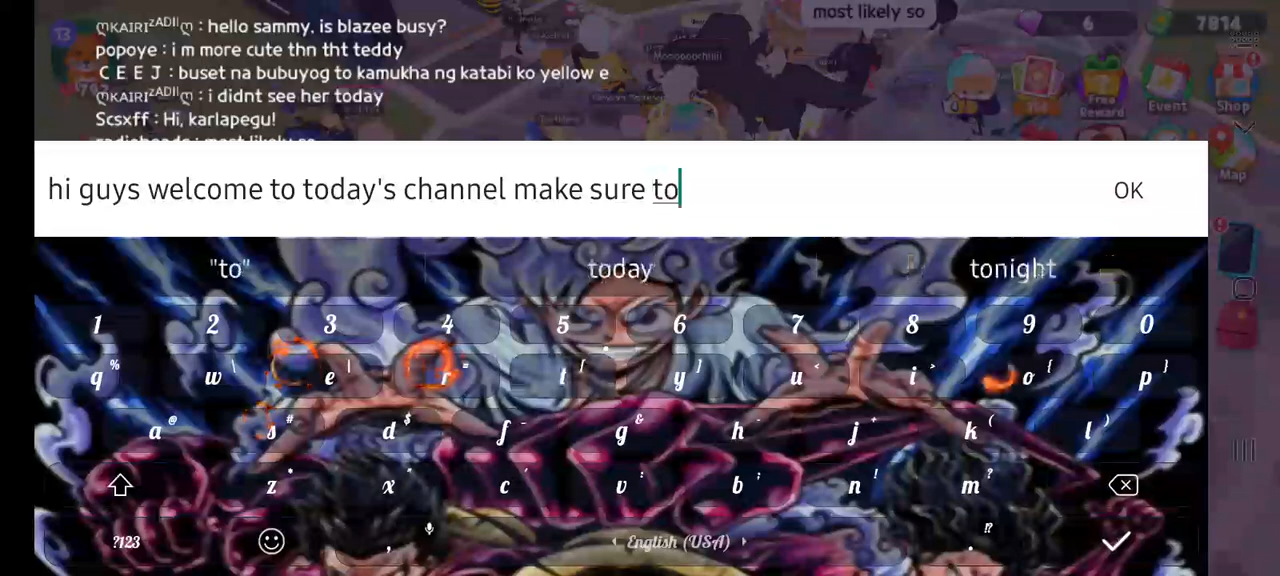 ღKAIRIᶻᴬᴰᴵᴵღ : hello sammy, is blazee busy?
popoye : i m more cute thn tht teddy
C E E J : buset na bubuyog to kamukha ng katabi ko yellow e
ღKAIRIᶻᴬᴰᴵᴵღ : i didnt see her today
Scsxff : Hi, karlapegu!
most likely so
13
6
7814
Free
Reward
Event
Shop
Map
hi guys welcome to today's channel make sure to
OK
"to" today tonight
1 2 3 4 5 6 7 8 9 0
q % w \ e | r = t [ y ] u < i > o { p }
a @ s # d $ f - g & h - j + k ( l )
z x " c ' v : b ; n ! m ?
?123 , English (USA) . !?